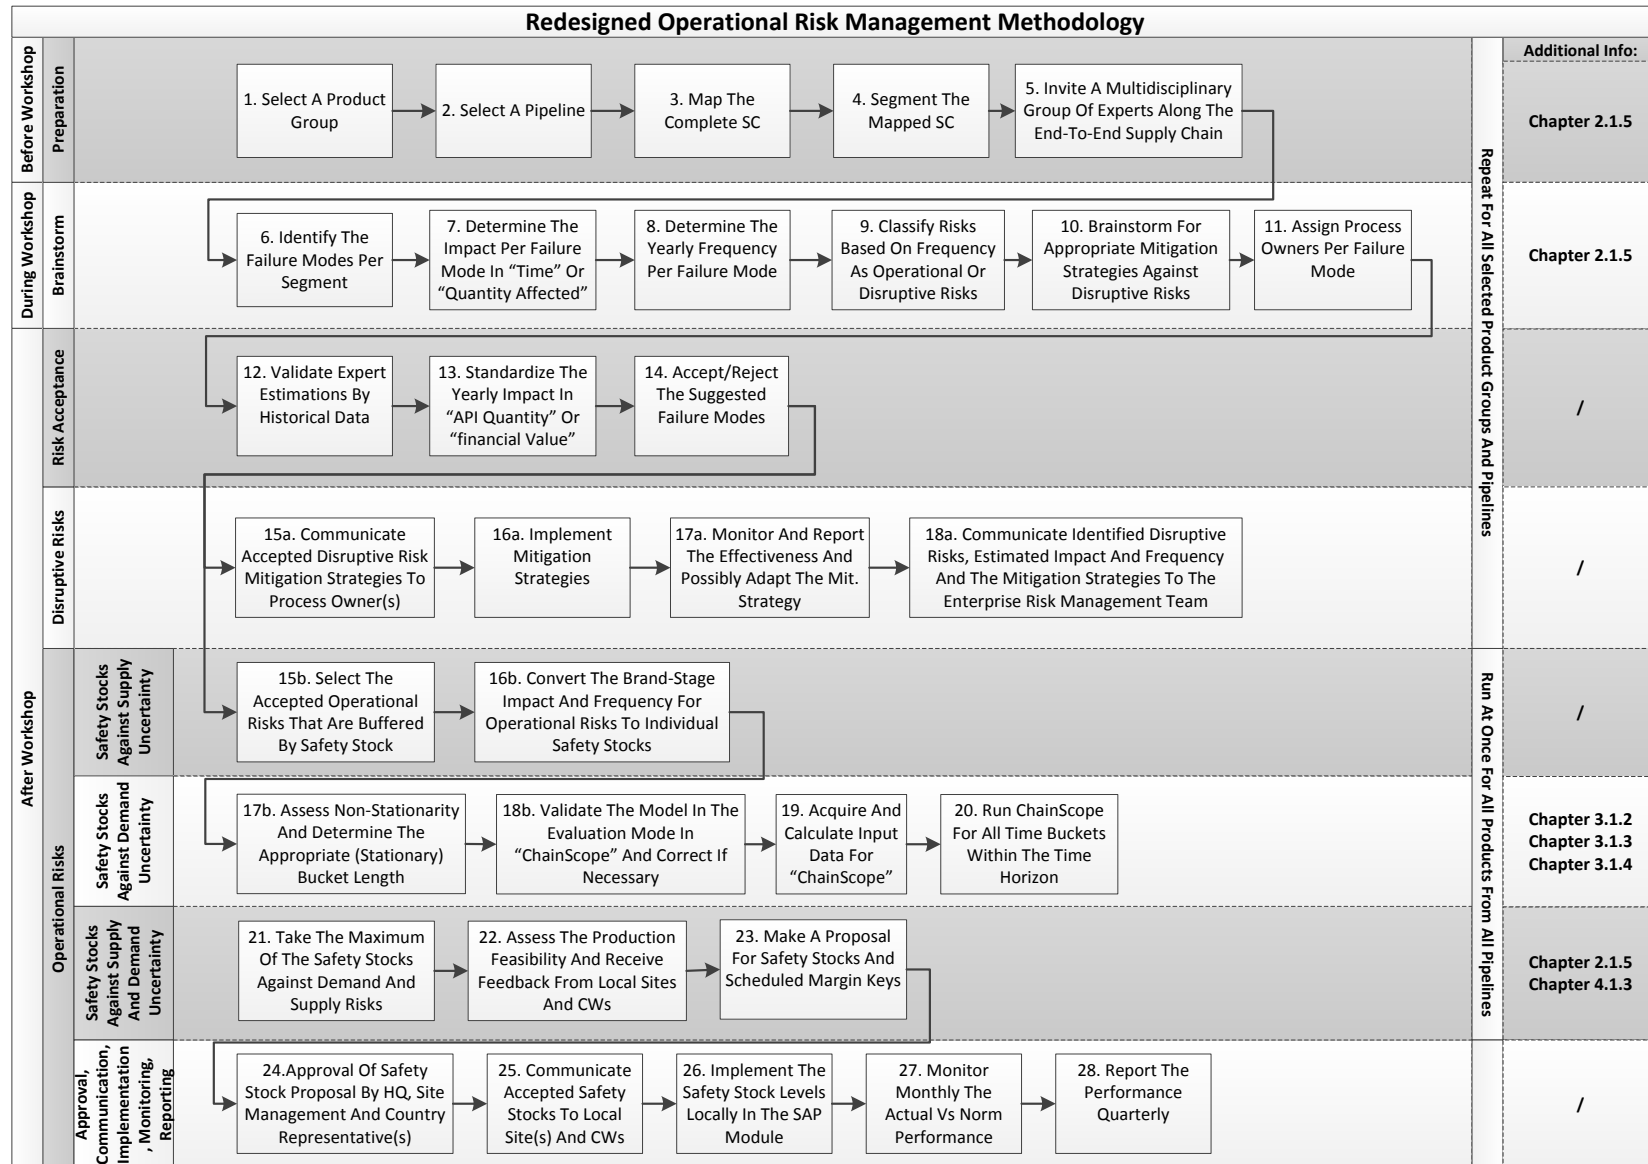 Redesigned Operational Risk Management Methodology
Before Workshop
Preparation
1. Select A Product
Group
2. Select A Pipeline
3. Map The
Complete SC
4. Segment The
Mapped SC
5. Invite A Multidisciplinary
Group Of Experts Along The
End-To-End Supply Chain
Repeat For All Selected Product Groups And Pipelines
Additional Info:
Chapter 2.1.5
During Workshop
Brainstorm
6. Identify The
Failure Modes Per
Segment
7. Determine The
Impact Per Failure
Mode In “Time” Or
“Quantity Affected”
8. Determine The
Yearly Frequency
Per Failure Mode
9. Classify Risks
Based On Frequency
As Operational Or
Disruptive Risks
10. Brainstorm For
Appropriate Mitigation
Strategies Against
Disruptive Risks
11. Assign Process
Owners Per Failure
Mode
Chapter 2.1.5
After Workshop
Risk Acceptance
12. Validate Expert
Estimations By
Historical Data
13. Standardize The
Yearly Impact In
“API Quantity” Or
“financial Value”
14. Accept/Reject
The Suggested
Failure Modes
/
Disruptive Risks
15a. Communicate
Accepted Disruptive Risk
Mitigation Strategies To
Process Owner(s)
16a. Implement
Mitigation
Strategies
17a. Monitor And Report
The Effectiveness And
Possibly Adapt The Mit.
Strategy
18a. Communicate Identified Disruptive
Risks, Estimated Impact And Frequency
And The Mitigation Strategies To The
Enterprise Risk Management Team
/
Operational Risks
Safety Stocks
Against Supply
Uncertainty
15b. Select The
Accepted Operational
Risks That Are Buffered
By Safety Stock
16b. Convert The Brand-Stage
Impact And Frequency For
Operational Risks To Individual
Safety Stocks
Run At Once For All Products From All Pipelines
/
Safety Stocks
Against Demand
Uncertainty
17b. Assess Non-Stationarity
And Determine The
Appropriate (Stationary)
Bucket Length
18b. Validate The Model In The
Evaluation Mode In
“ChainScope” And Correct If
Necessary
19. Acquire And
Calculate Input
Data For
“ChainScope”
20. Run ChainScope
For All Time Buckets
Within The Time
Horizon
Chapter 3.1.2
Chapter 3.1.3
Chapter 3.1.4
Safety Stocks
Against Supply
And Demand
Uncertainty
21. Take The Maximum
Of The Safety Stocks
Against Demand And
Supply Risks
22. Assess The Production
Feasibility And Receive
Feedback From Local Sites
And CWs
23. Make A Proposal
For Safety Stocks And
Scheduled Margin Keys
Chapter 2.1.5
Chapter 4.1.3
Approval,
Communication,
Implementation
, Monitoring,
Reporting
24.Approval Of Safety
Stock Proposal By HQ, Site
Management And Country
Representative(s)
25. Communicate
Accepted Safety
Stocks To Local
Site(s) And CWs
26. Implement The
Safety Stock Levels
Locally In The SAP
Module
27. Monitor
Monthly The
Actual Vs Norm
Performance
28. Report The
Performance
Quarterly
/